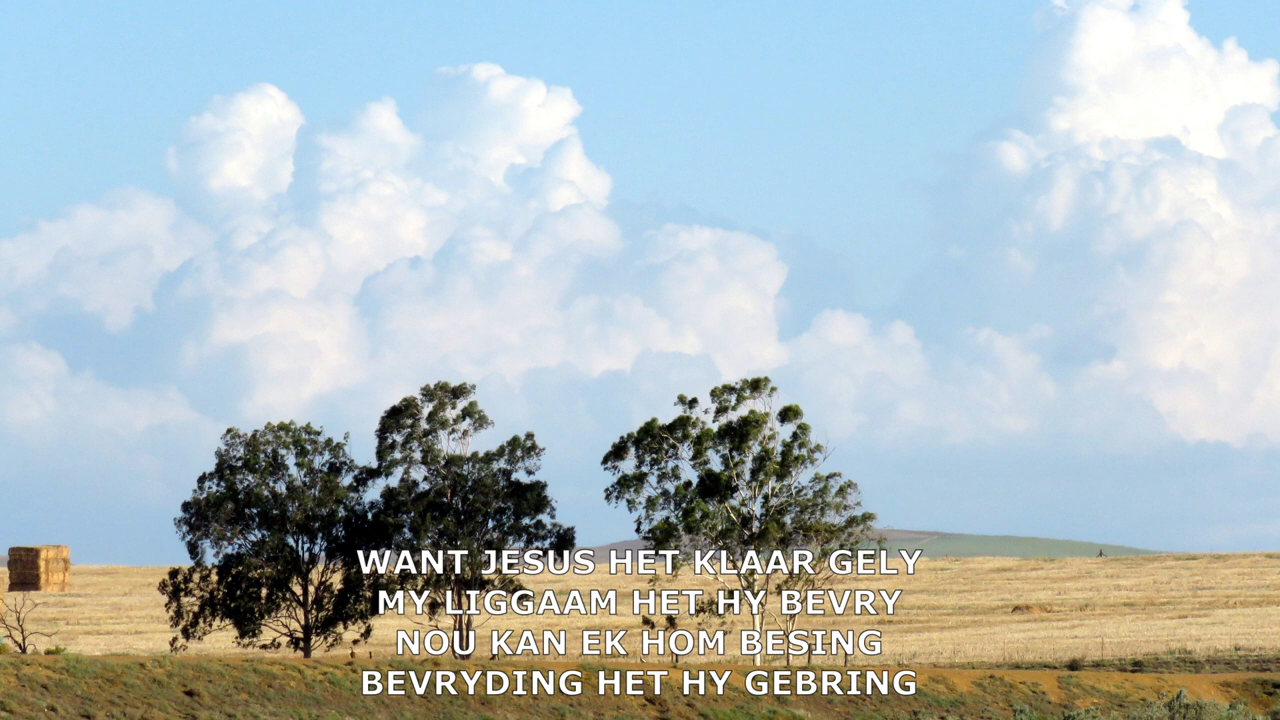 WANT JESUS HET KLAAR GELY
MY LIGGAAM HET HY BEVRY
NOU KAN EK HOM BESING
BEVRYDING HET HY GEBRING